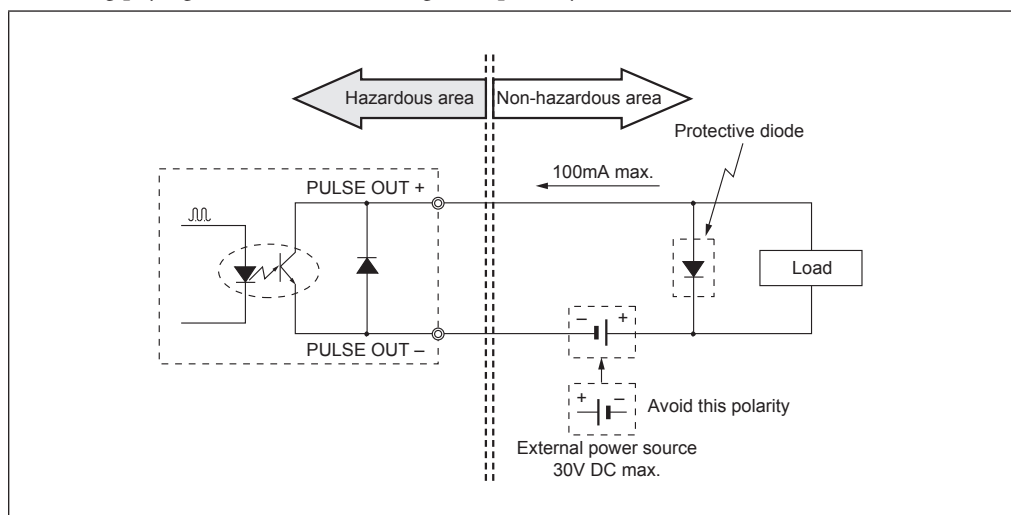 Hazardous area
Non-hazardous area
Protective diode
100mA max.
PULSE OUT +
Load
– +
PULSE OUT –
+ –
Avoid this polarity
External power source
30V DC max.